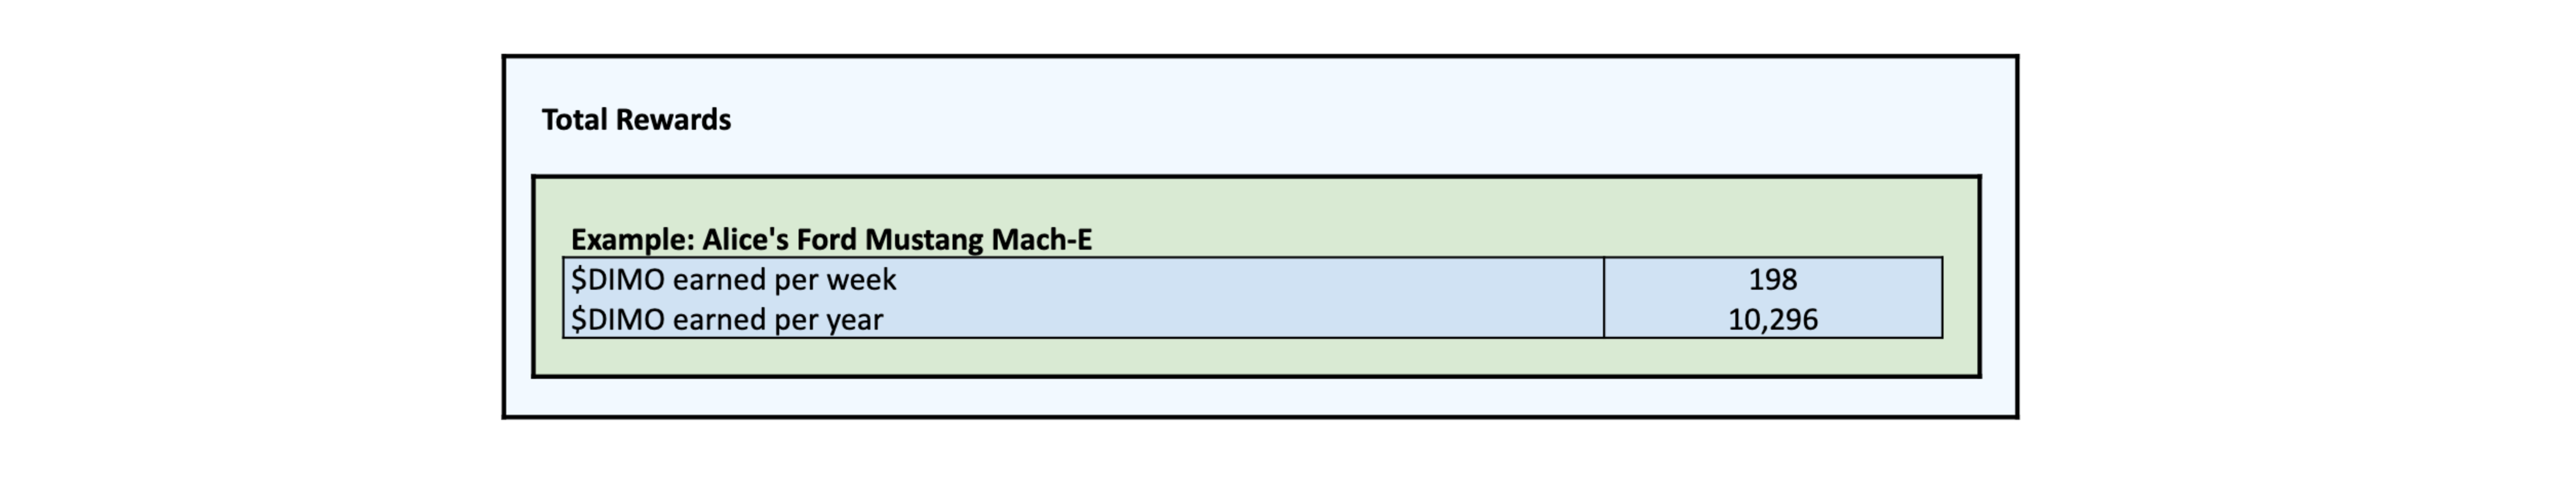 Total Rewards
Example: Alice's Ford Mustang Mach-E
$DIMO earned per week 198
$DIMO earned per year 10,296